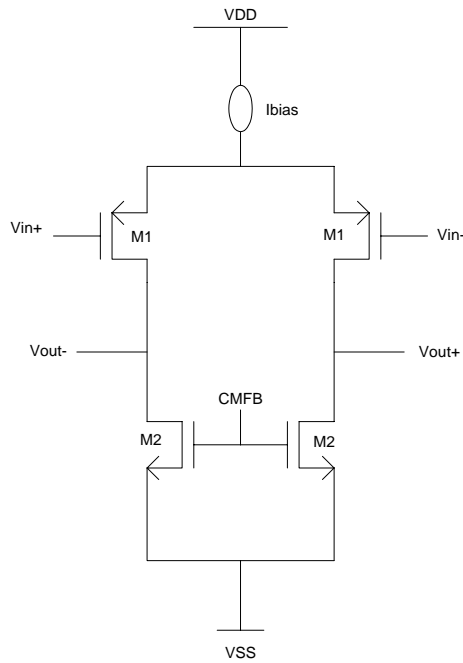 VDD
Ibias
Vin+
M1
M1
Vin-
Vout-
Vout+
CMFB
M2
M2
VSS